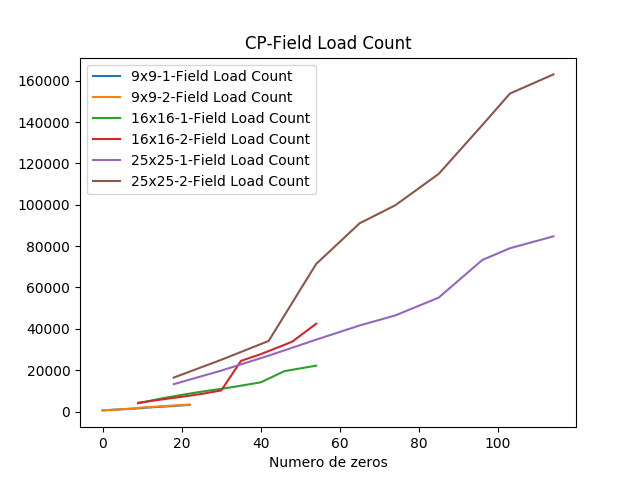 CP-Field Load Count
9x9-1-Field Load Count
9x9-2-Field Load Count
16x16-1-Field Load Count
16x16-2-Field Load Count
25x25-1-Field Load Count
25x25-2-Field Load Count
160000
140000
120000
100000
80000
60000
40000
20000
0
0 20 40 60 80 100
Numero de zeros